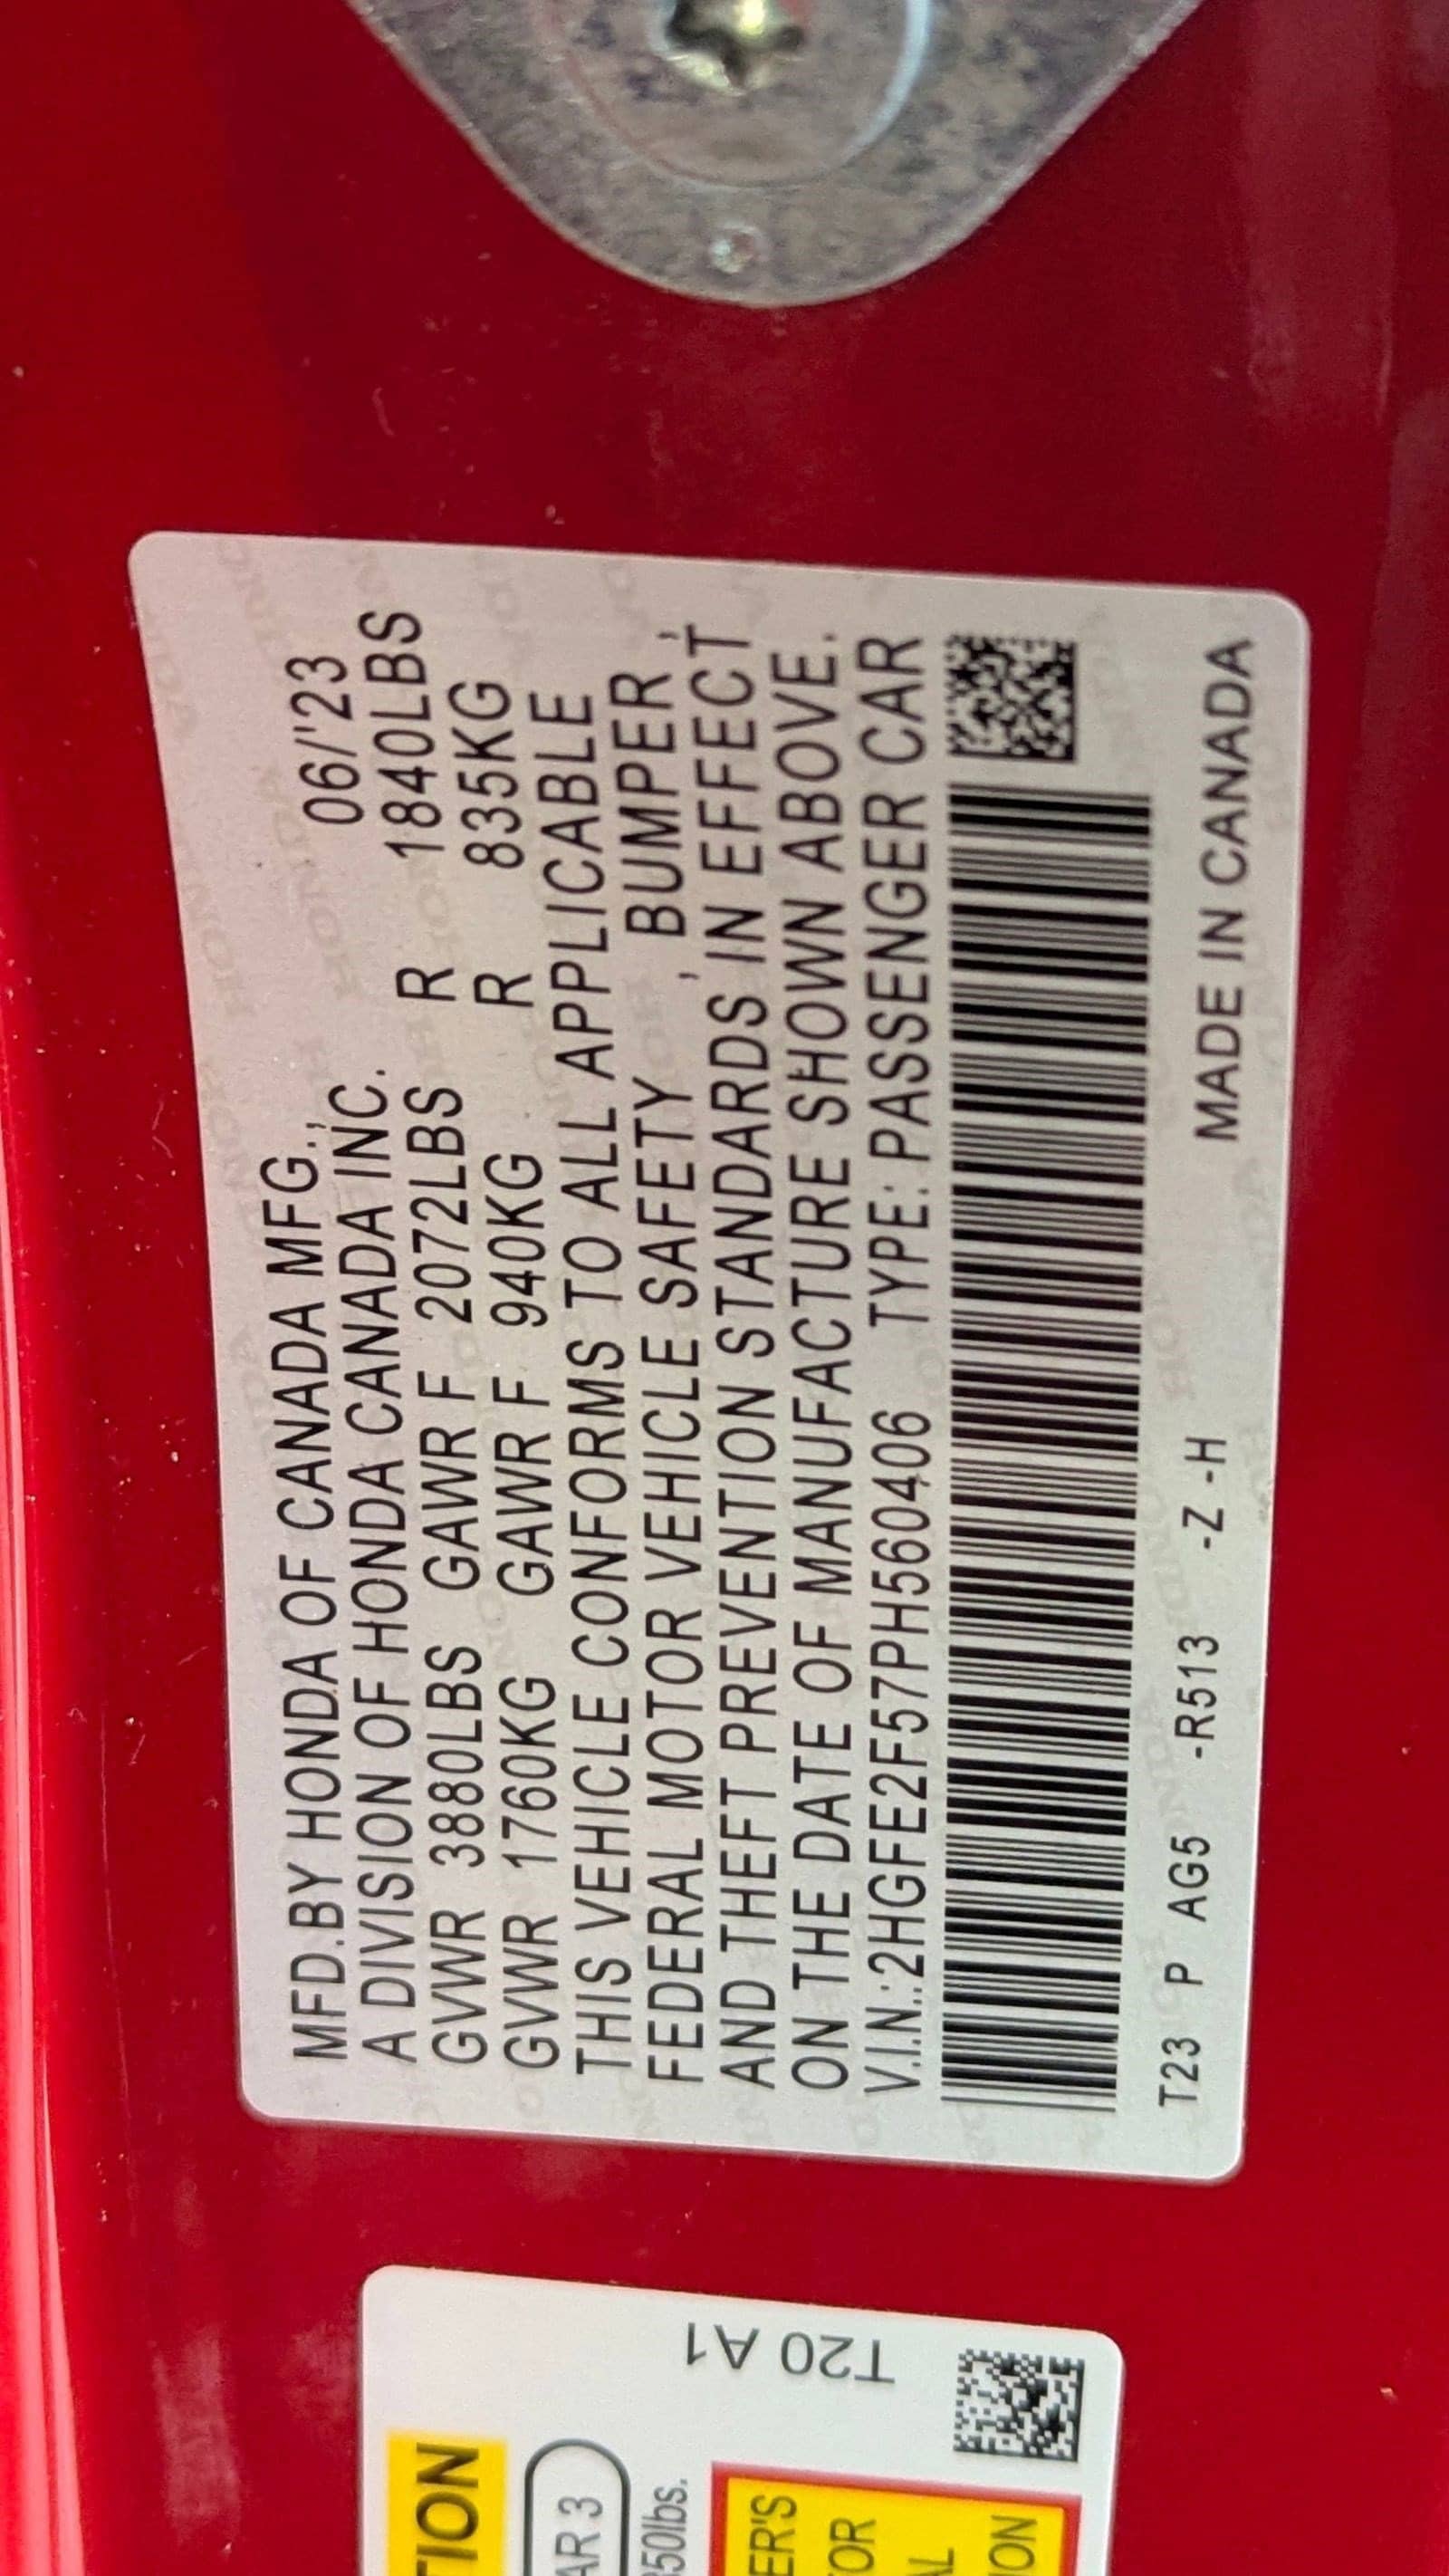 MFD.BY HONDA OF CANADA MFG., 06/'23
A DIVISION OF HONDA CANADA INC.
GVWR 3880LBS GAWR F 2072LBS R 1840LBS
GVWR 1760KG GAWR F 940KG R 835KG
THIS VEHICLE CONFORMS TO ALL APPLICABLE
FEDERAL MOTOR VEHICLE SAFETY , BUMPER ,
AND THEFT PREVENTION STANDARDS IN EFFECT
ON THE DATE OF MANUFACTURE SHOWN ABOVE.
V.I.N.:2HGFE2F57PH560406 TYPE: PASSENGER CAR
T23 P AG5 -R513 -Z -H MADE IN CANADA
T20 A1